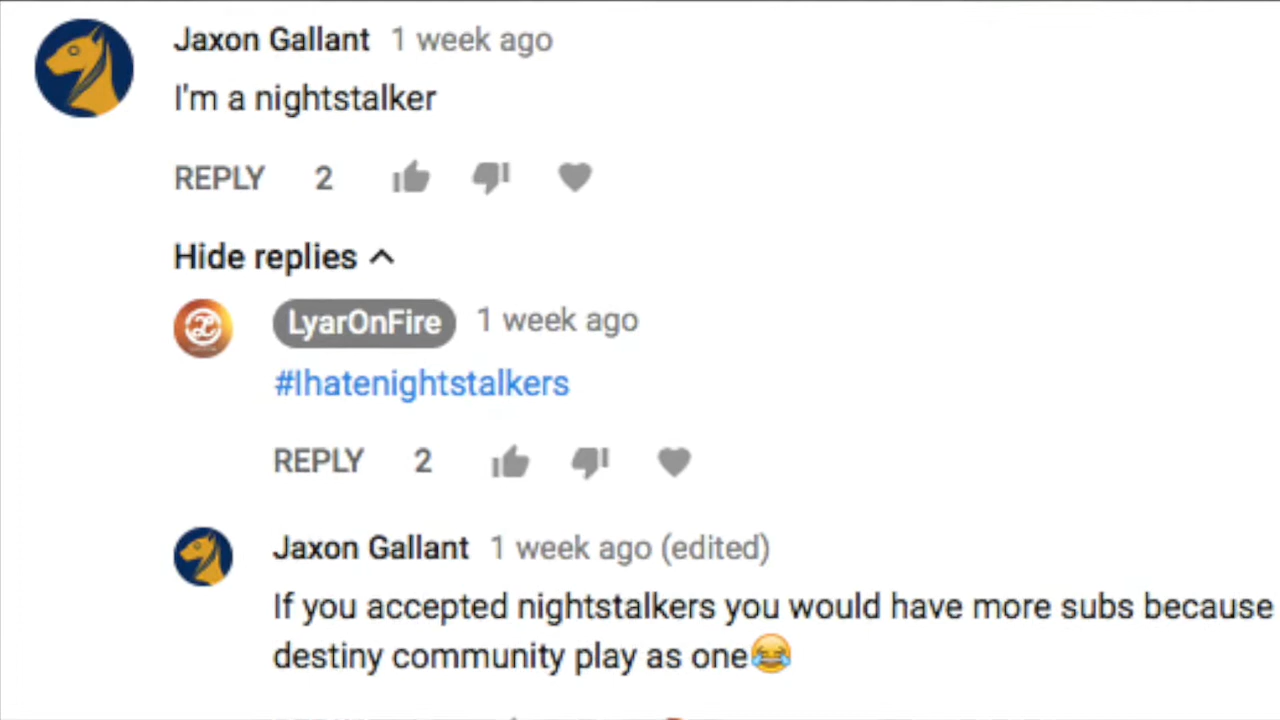 Jaxon Gallant 1 week ago
I'm a nightstalker
REPLY 2
Hide replies
LyarOnFire 1 week ago
#Ihatenightstalkers
REPLY 2
Jaxon Gallant 1 week ago (edited)
If you accepted nightstalkers you would have more subs because
destiny community play as one😂